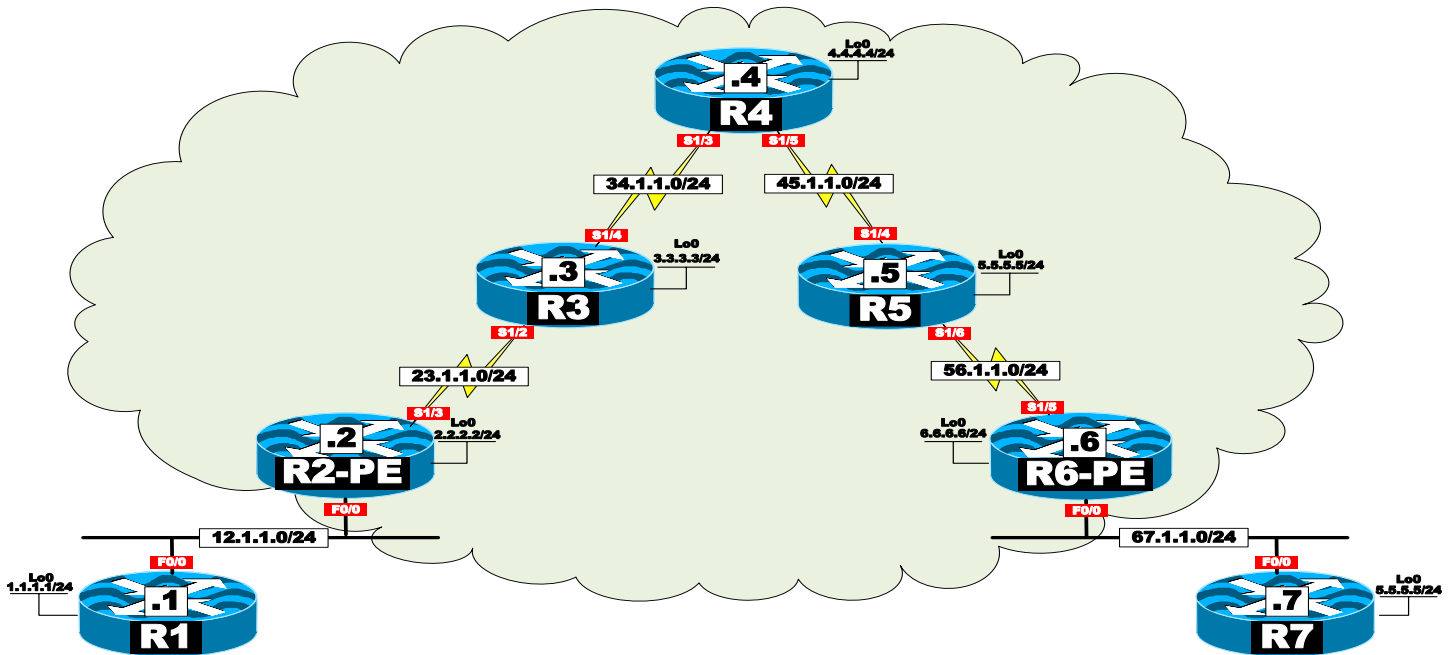 Lo0
4.4.4.4/24
.4
R4
S1/3
S1/5
34.1.1.0/24
45.1.1.0/24
S1/4
S1/4
Lo0
3.3.3.3/24
Lo0
5.5.5.5/24
.3
R3
.5
R5
S1/2
S1/6
23.1.1.0/24
56.1.1.0/24
S1/3
S1/5
Lo0
2.2.2.2/24
Lo0
6.6.6.6/24
.2
R2-PE
.6
R6-PE
F0/0
F0/0
12.1.1.0/24
67.1.1.0/24
F0/0
F0/0
Lo0
1.1.1.1/24
Lo0
5.5.5.5/24
.1
R1
.7
R7